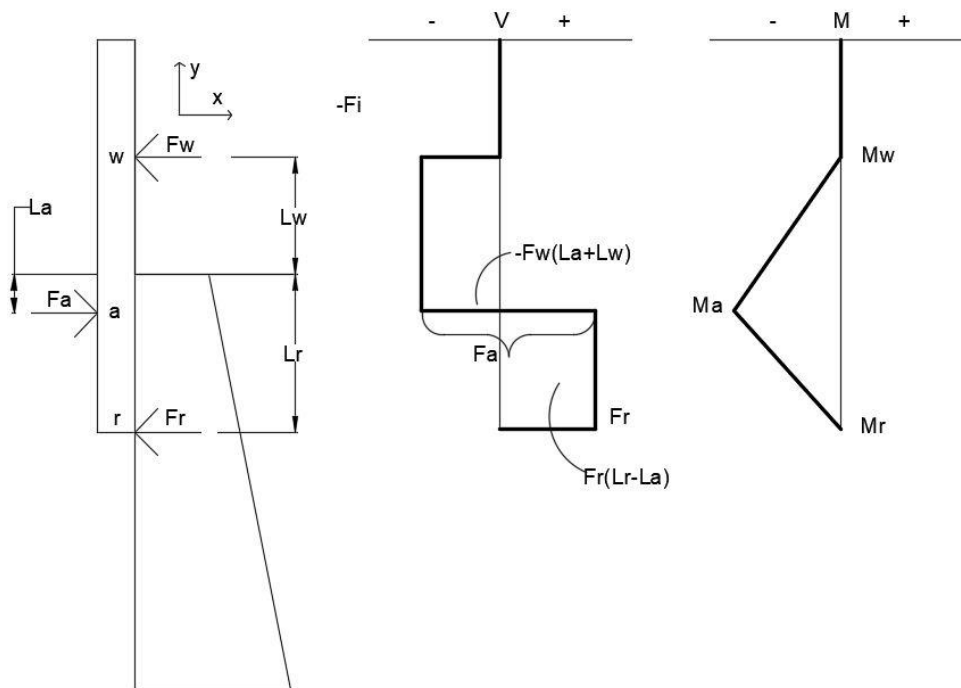 - V + - M +
y
x
-Fi
w Fw
Mw
La
Lw
-Fw(La+Lw)
Fa a
Ma
Fa
Lr
r Fr
Fr
Mr
Fr(Lr-La)